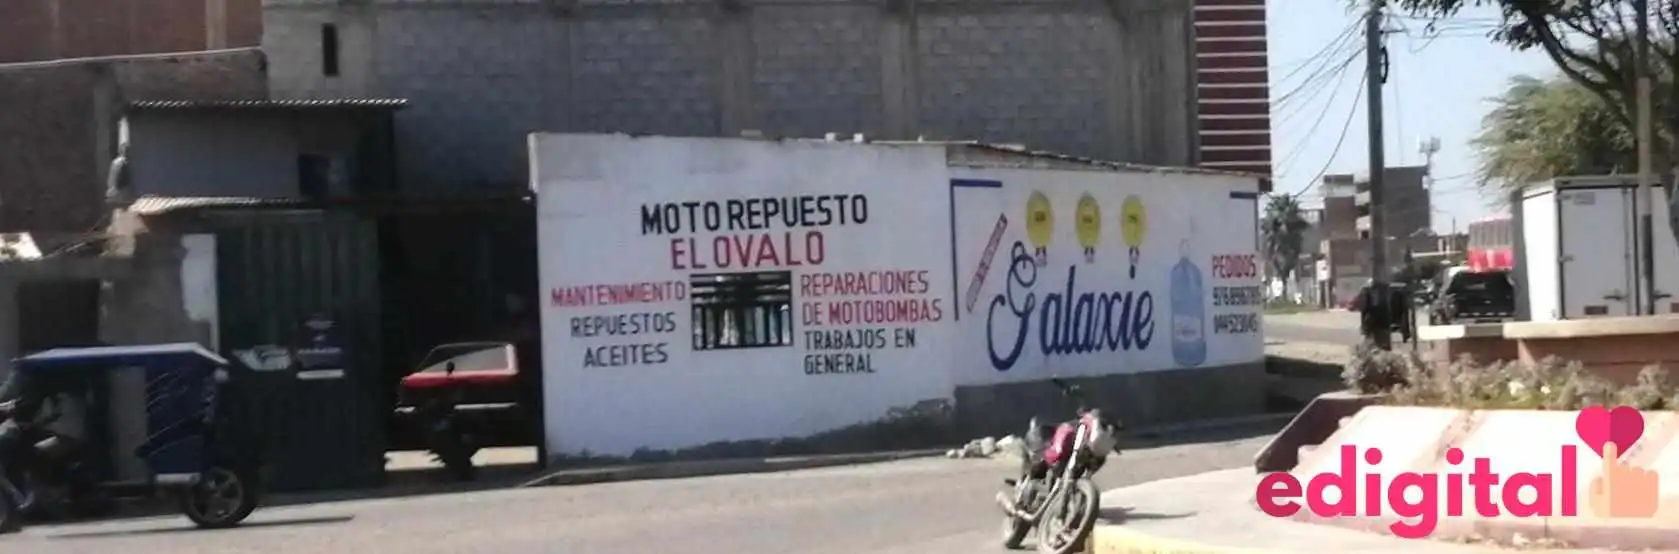 MOTO REPUESTO
EL OVALO
MANTENIMIENTO
REPUESTOS
ACEITES
REPARACIONES
DE MOTOBOMBAS
TRABAJOS EN
GENERAL
Galaxie
PEDIDOS
edigital